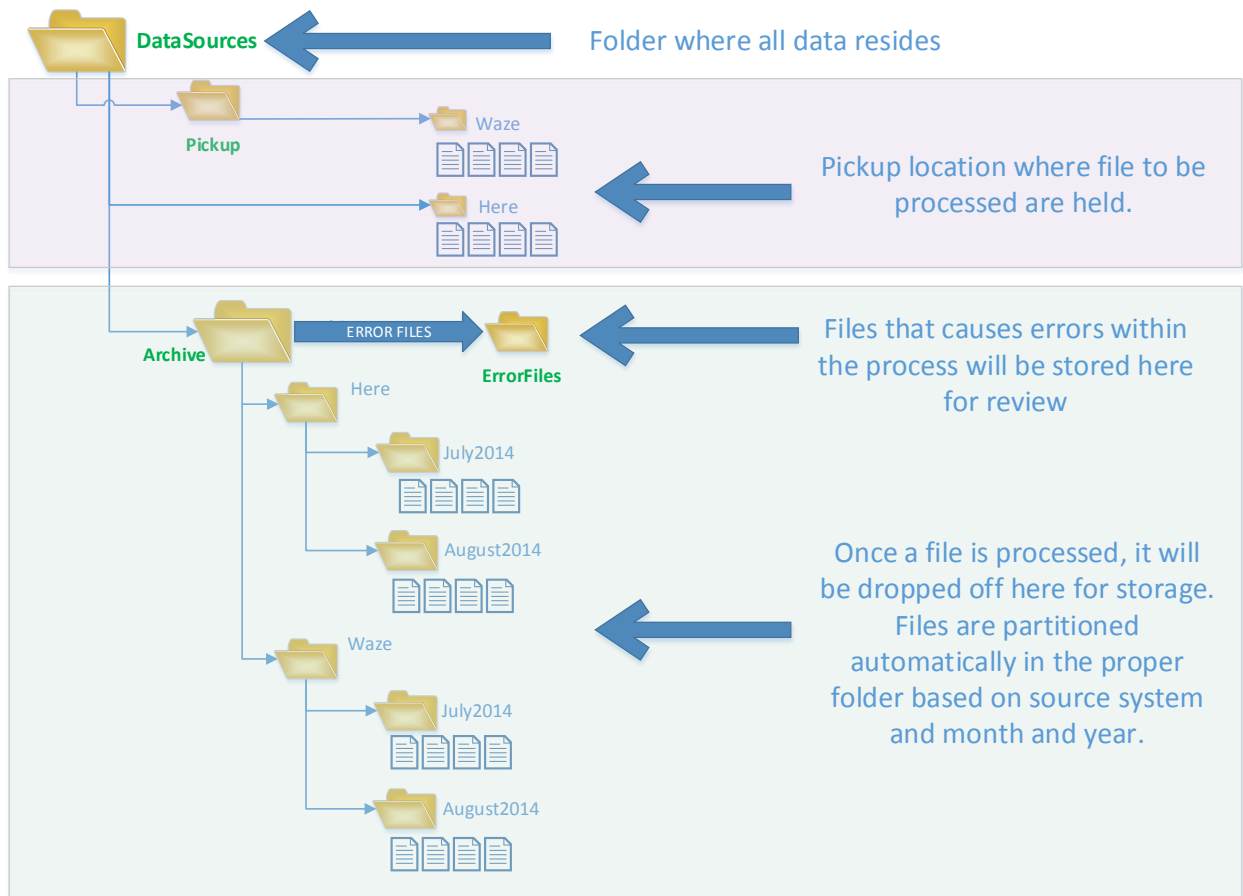 DataSources
Folder where all data resides
Pickup
Waze
Here
Pickup location where file to be
processed are held.
Archive
ERROR FILES
ErrorFiles
Files that causes errors within
the process will be stored here
for review
Here
July2014
August2014
Waze
July2014
August2014
Once a file is processed, it will
be dropped off here for storage.
Files are partitioned
automatically in the proper
folder based on source system
and month and year.